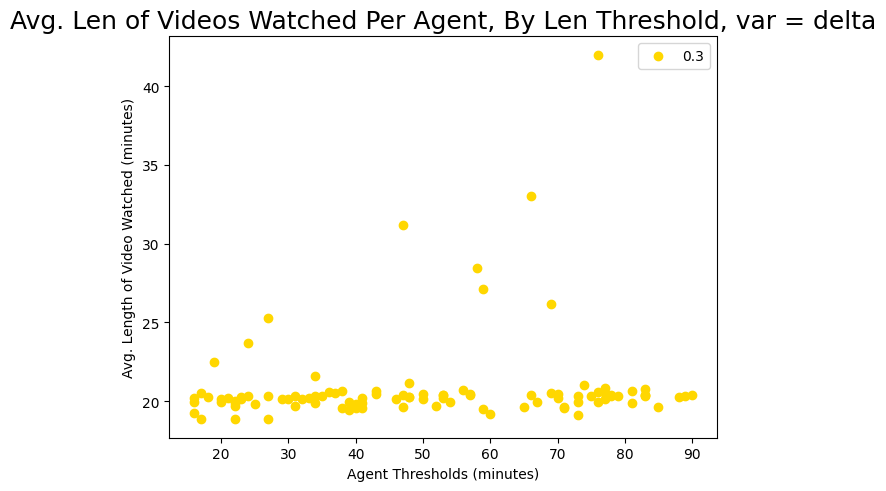 Avg. Len of Videos Watched Per Agent, By Len Threshold, var = delta
0.3
Avg. Length of Video Watched (minutes)
40
35
30
25
20
20 30 40 50 60 70 80 90
Agent Thresholds (minutes)